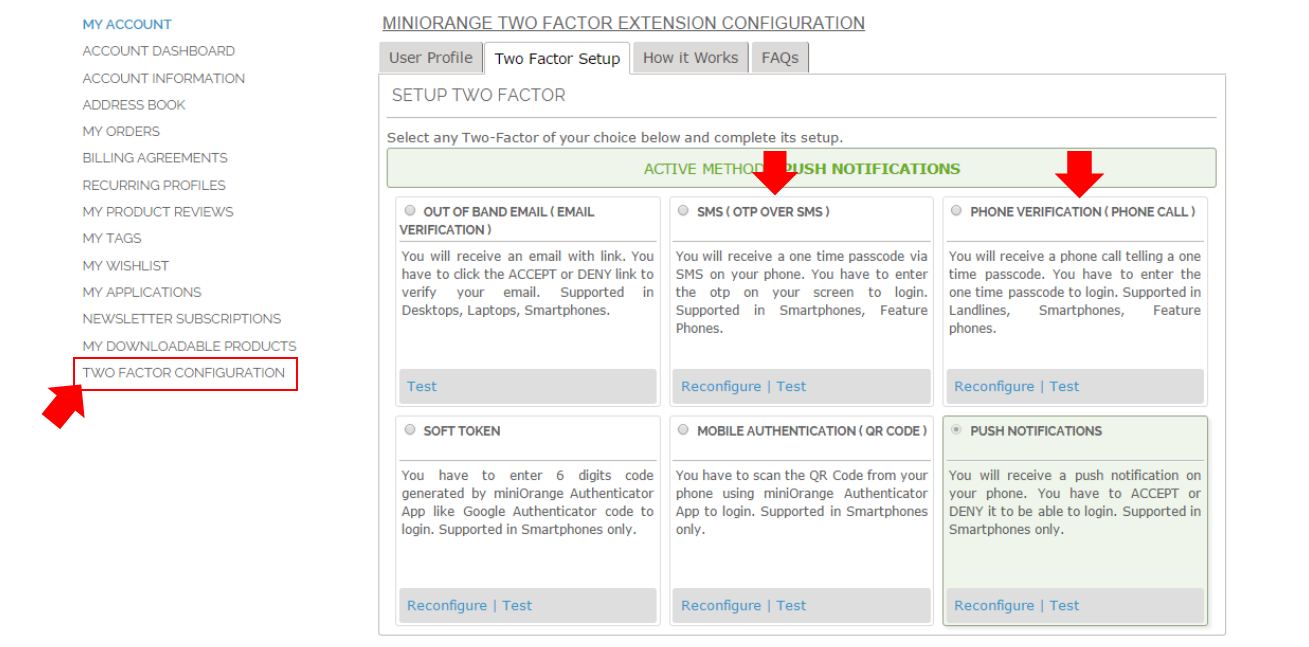 MY ACCOUNT
ACCOUNT DASHBOARD
ACCOUNT INFORMATION
ADDRESS BOOK
MY ORDERS
BILLING AGREEMENTS
RECURRING PROFILES
MY PRODUCT REVIEWS
MY TAGS
MY WISHLIST
MY APPLICATIONS
NEWSLETTER SUBSCRIPTIONS
MY DOWNLOADABLE PRODUCTS
TWO FACTOR CONFIGURATION
MINIORANGE TWO FACTOR EXTENSION CONFIGURATION
User Profile
Two Factor Setup
How it Works
FAQs
SETUP TWO FACTOR
Select any Two-Factor of your choice below and complete its setup.
ACTIVE METHOD PUSH NOTIFICATIONS
OUT OF BAND EMAIL ( EMAIL
VERIFICATION )
You will receive an email with link. You
have to click the ACCEPT or DENY link to
verify your email. Supported in
Desktops, Laptops, Smartphones.
Test
SMS ( OTP OVER SMS )
You will receive a one time passcode via
SMS on your phone. You have to enter
the otp on your screen to login.
Supported in Smartphones, Feature
Phones.
Reconfigure | Test
PHONE VERIFICATION ( PHONE CALL )
You will receive a phone call telling a one
time passcode. You have to enter the
one time passcode to login. Supported in
Landlines, Smartphones, Feature
phones.
Reconfigure | Test
SOFT TOKEN
You have to enter 6 digits code
generated by miniOrange Authenticator
App like Google Authenticator code to
login. Supported in Smartphones only.
Reconfigure | Test
MOBILE AUTHENTICATION ( QR CODE )
You have to scan the QR Code from your
phone using miniOrange Authenticator
App to login. Supported in Smartphones
only.
Reconfigure | Test
PUSH NOTIFICATIONS
You will receive a push notification on
your phone. You have to ACCEPT or
DENY it to be able to login. Supported in
Smartphones only.
Reconfigure | Test